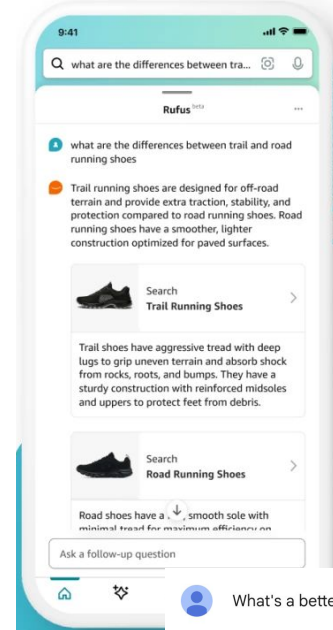 9:41
what are the differences between tra...
Rufus beta
what are the differences between trail and road
running shoes
Trail running shoes are designed for off-road
terrain and provide extra traction, stability, and
protection compared to road running shoes. Road
running shoes have a smoother, lighter
construction optimized for paved surfaces.
Search
Trail Running Shoes
Trail shoes have aggressive tread with deep
lugs to grip uneven terrain and absorb shock
from rocks, roots, and bumps. They have a
sturdy construction with reinforced midsoles
and uppers to protect feet from debris.
Search
Road Running Shoes
Road shoes have a smooth sole with
minimal tread for maximum efficiency on
Ask a follow-up question
What's a bette